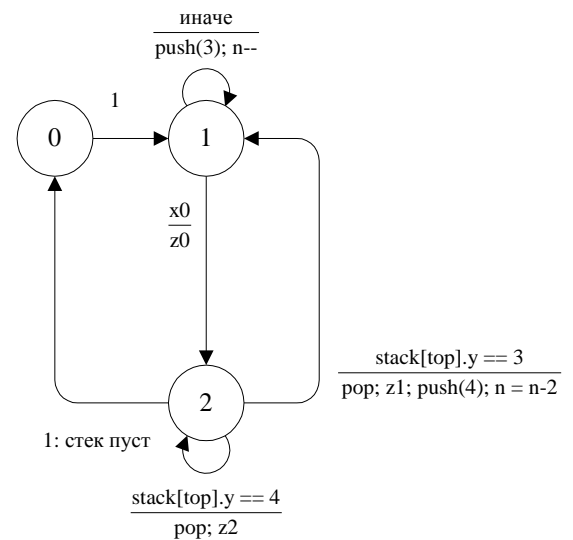 иначе
push(3); n--
1
0
1
x0
z0
stack[top].y == 3
pop; z1; push(4); n = n-2
2
1: стек пуст
stack[top].y == 4
pop; z2